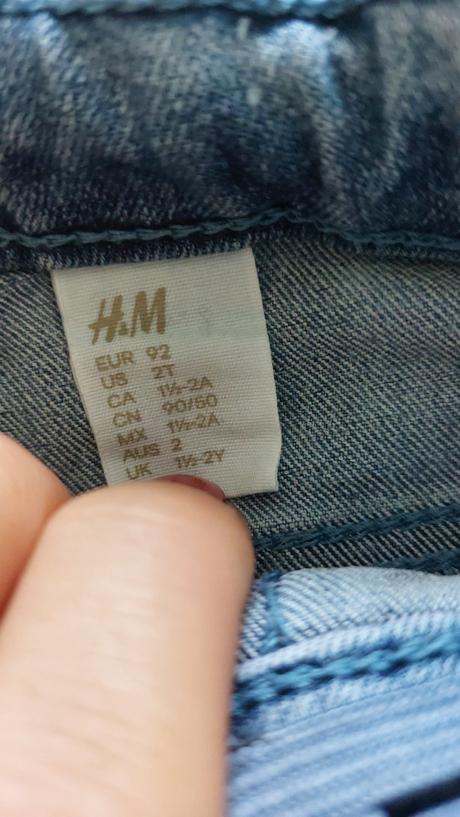 H&M
EUR 92
US 2T
CA 1½-2A
CN 90/50
MX 1½-2A
AUS 2
UK 1½-2Y